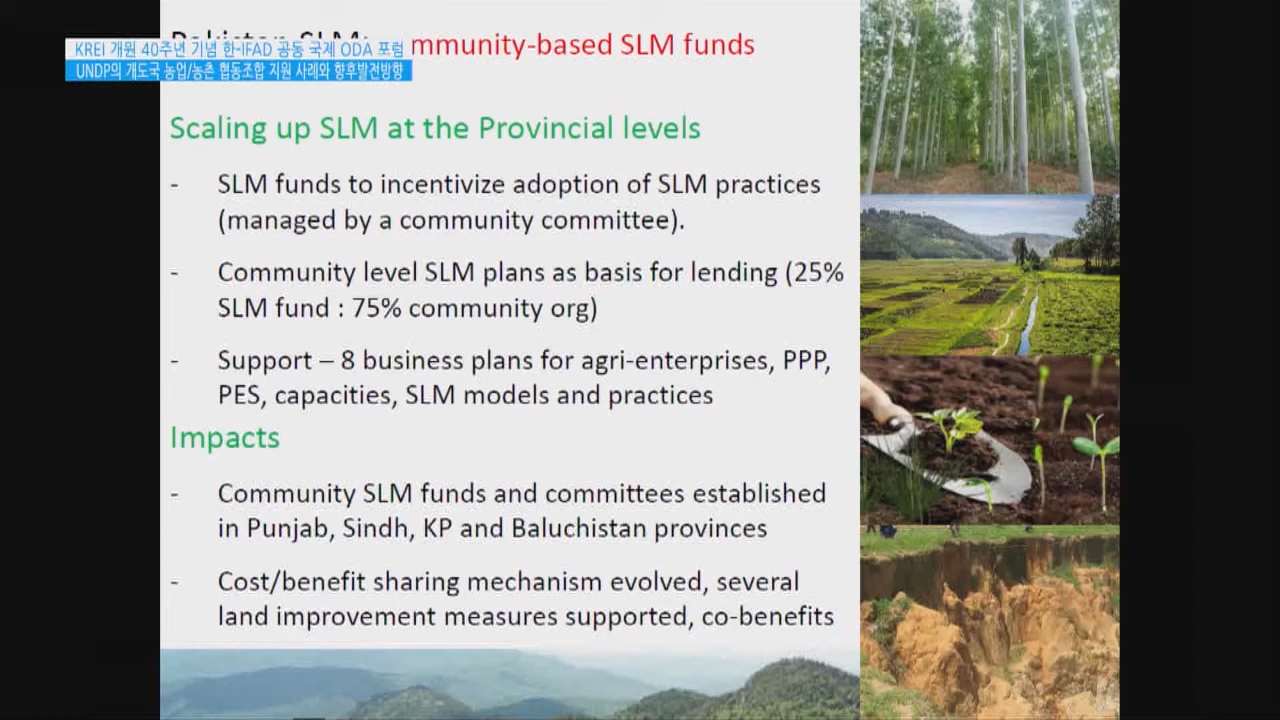 KREI 개원 40주년 기념 한-IFAD 공동 국제 ODA 포럼
UNDP의 개도국 농업/농촌 협동조합 지원 사례와 향후발전방향
mmunity-based SLM funds
Scaling up SLM at the Provincial levels
- SLM funds to incentivize adoption of SLM practices
(managed by a community committee).
- Community level SLM plans as basis for lending (25%
SLM fund : 75% community org)
- Support – 8 business plans for agri-enterprises, PPP,
PES, capacities, SLM models and practices
Impacts
- Community SLM funds and committees established
in Punjab, Sindh, KP and Baluchistan provinces
- Cost/benefit sharing mechanism evolved, several
land improvement measures supported, co-benefits